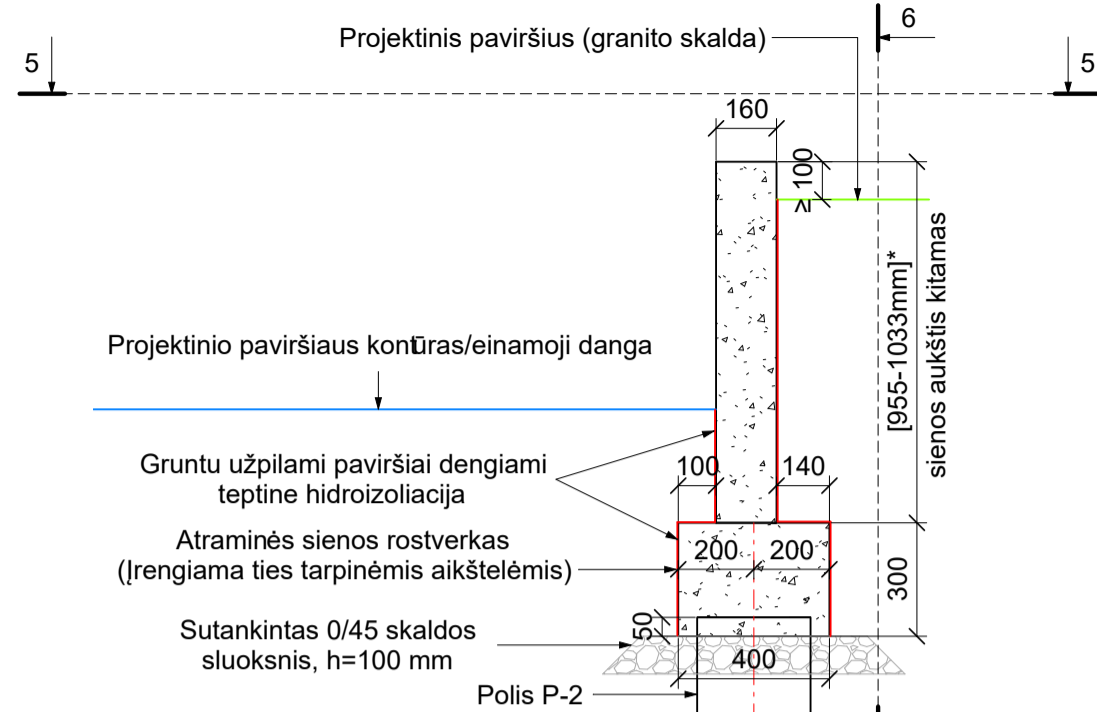 6
Projektinis paviršius (granito skalda)
5
5
160
≥100
[955-1033mm]*
sienos aukštis kitamas
Projektinio paviršiaus kontūras/einamoji danga
Gruntu užpilami paviršiai dengiami
teptine hidroizoliacija
100
140
Atraminės sienos rostverkas
(Įrengiama ties tarpinėmis aikštelėmis)
200
200
300
50
Sutankintas 0/45 skaldos
sluoksnis, h=100 mm
400
Polis P-2